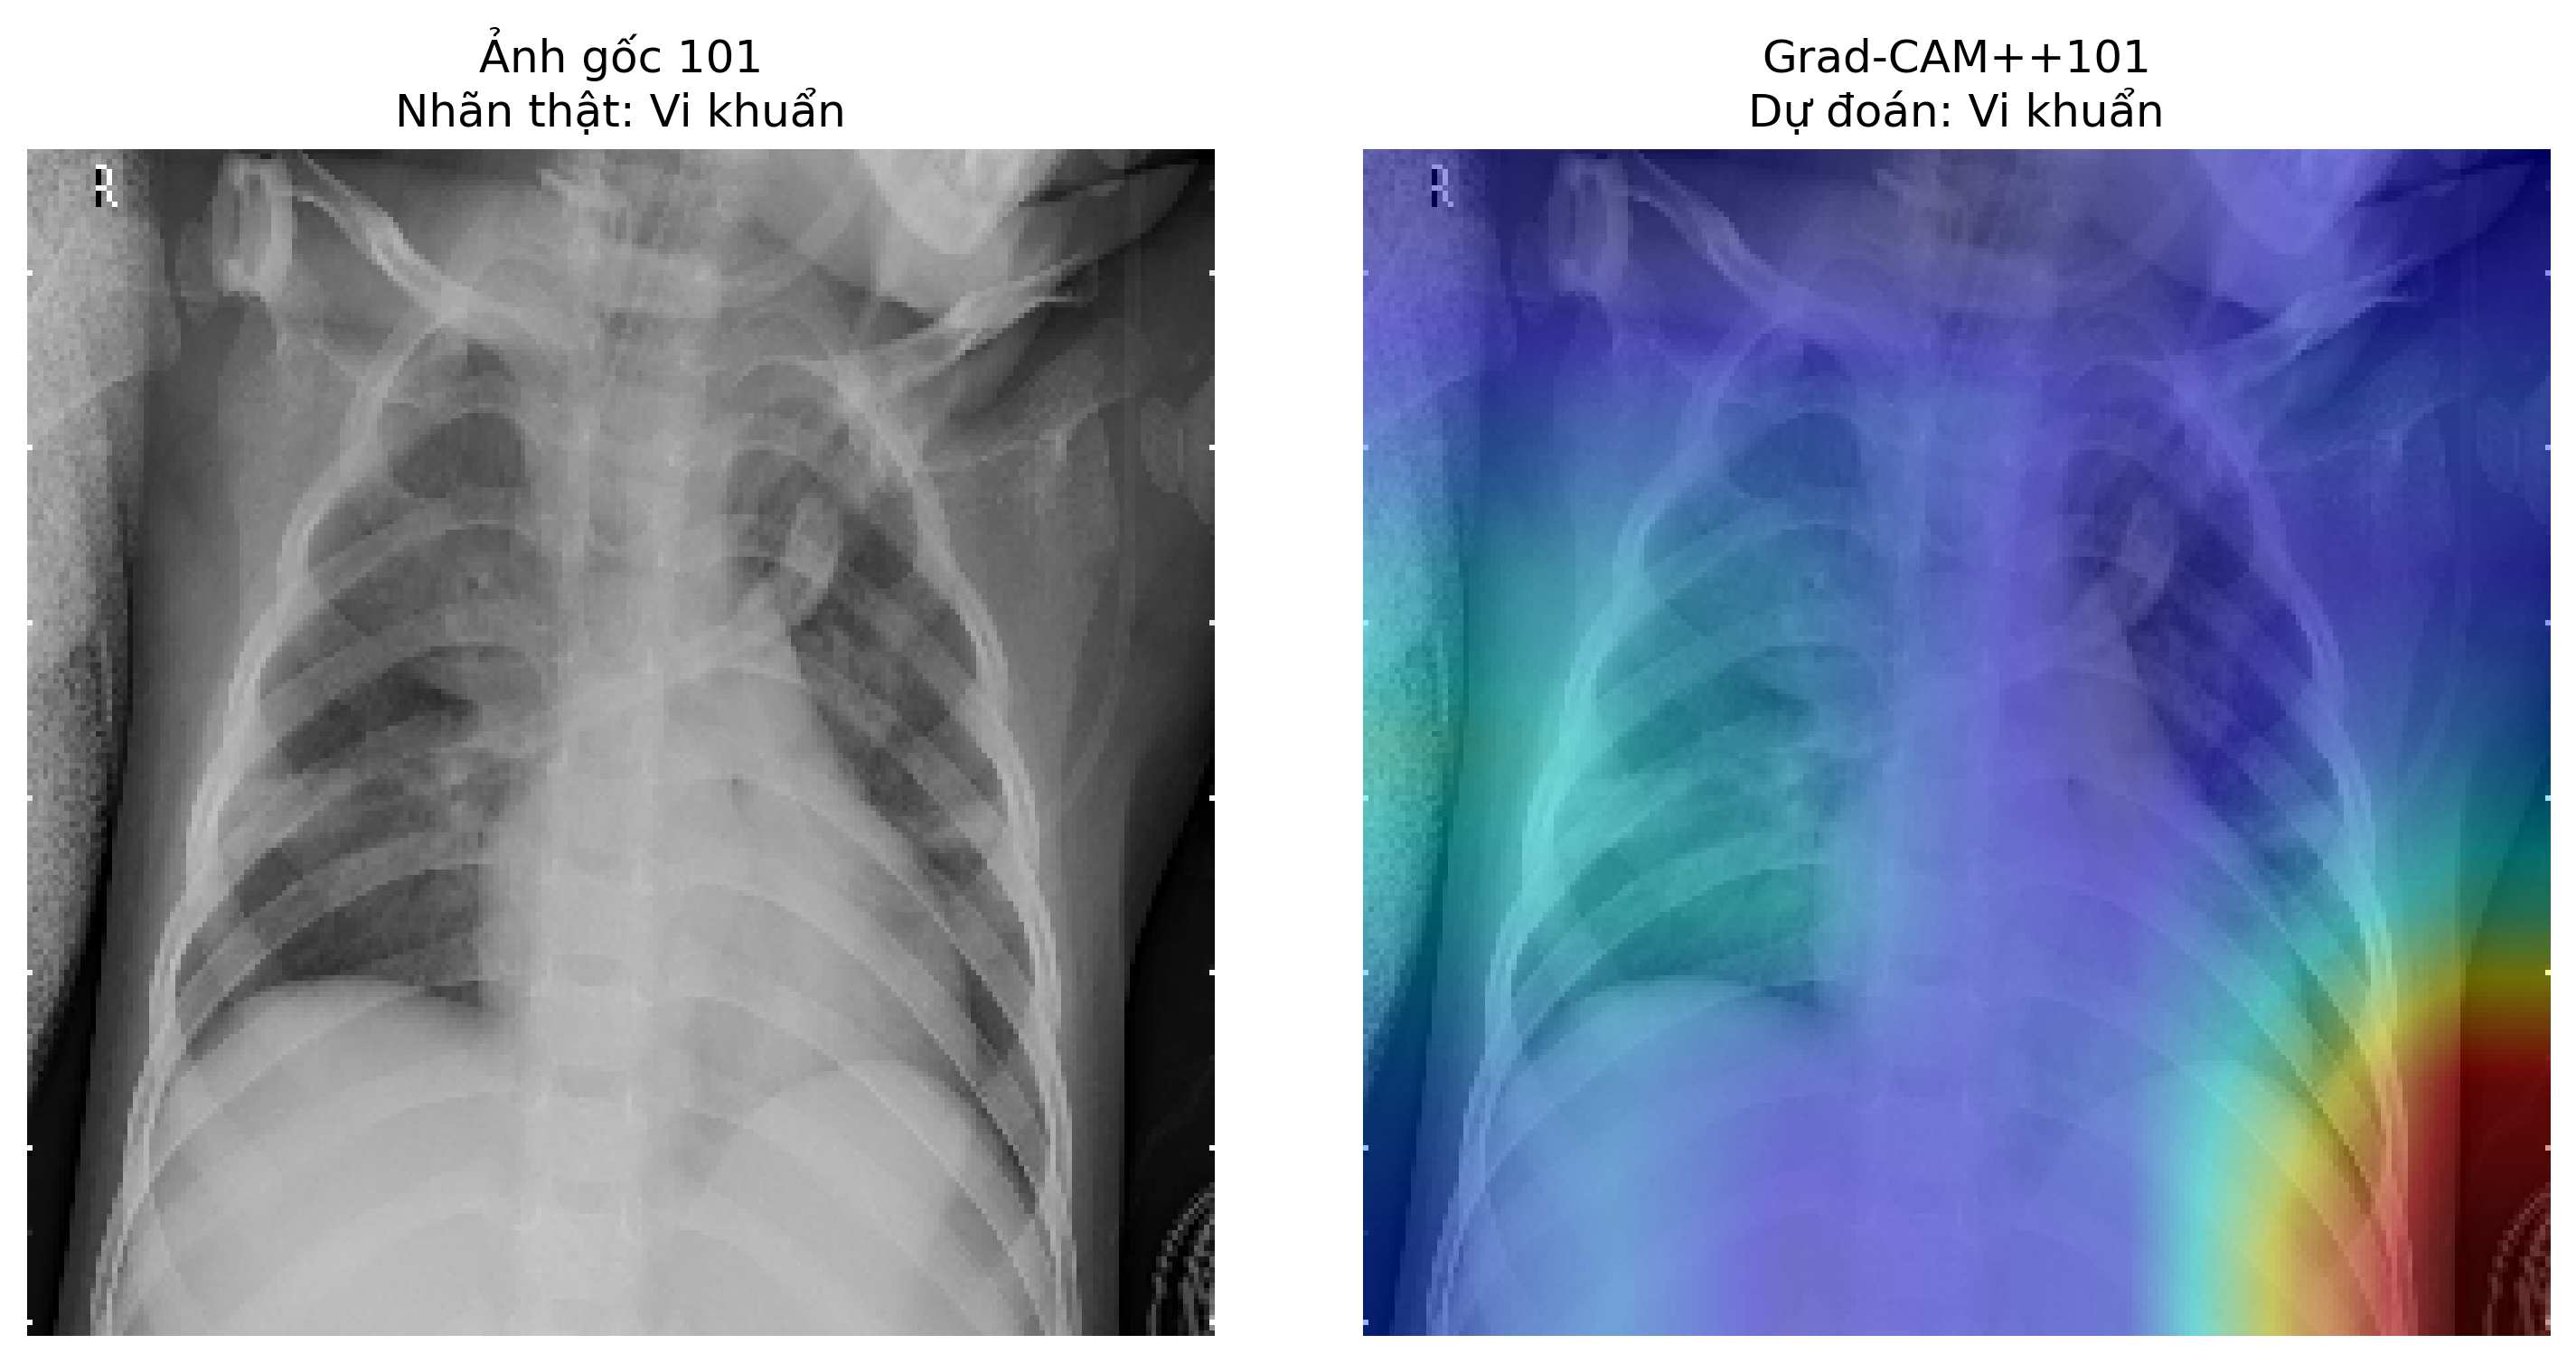 Ảnh gốc 101
Nhãn thật: Vi khuẩn
Grad-CAM++101
Dự đoán: Vi khuẩn
R
R